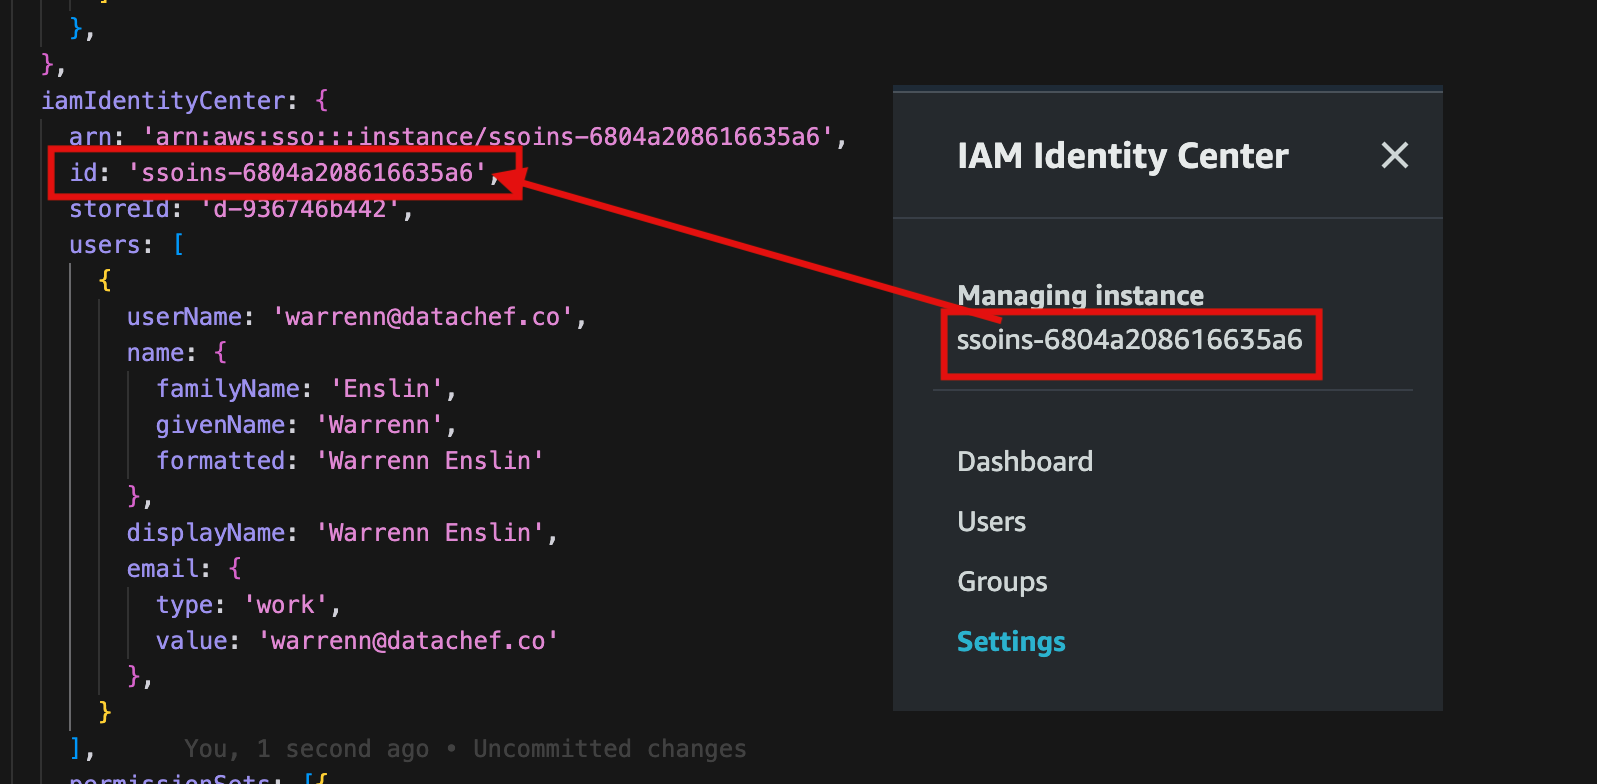 },
},
iamIdentityCenter: {
arn: 'arn:aws:sso:::instance/ssoins-6804a208616635a6',
id: 'ssoins-6804a208616635a6',
storeId: 'd-936746b442',
users: [
{
userName: 'warrenn@datachef.co',
name: {
familyName: 'Enslin',
givenName: 'Warrenn',
formatted: 'Warrenn Enslin'
},
displayName: 'Warrenn Enslin',
email: {
type: 'work',
value: 'warrenn@datachef.co'
},
}
], You, 1 second ago • Uncommitted changes
permissionSets: [{
IAM Identity Center
Managing instance
ssoins-6804a208616635a6
Dashboard
Users
Groups
Settings